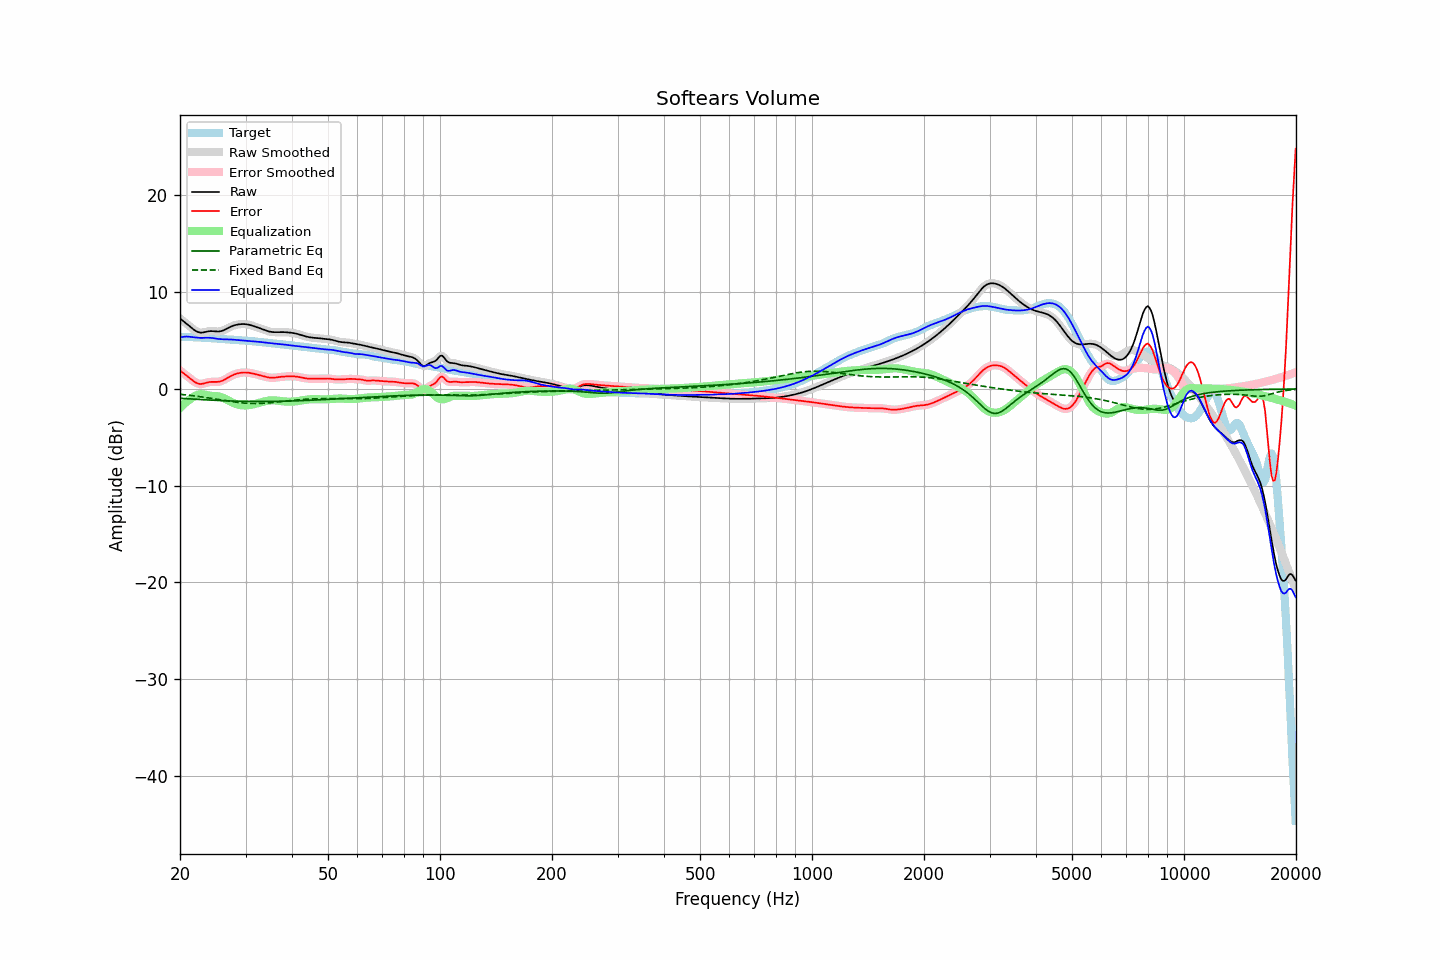 Softears Volume
Target
Raw Smoothed
Error Smoothed
Raw
Error
Equalization
Parametric Eq
Fixed Band Eq
Equalized
20
10
0
−10
−20
−30
−40
Amplitude (dBr)
20 50 100 200 500 1000 2000 5000 10000 20000
Frequency (Hz)